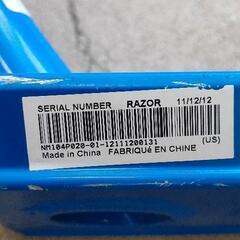 SERIAL NUMBER RAZOR 11/12/12
NM104P020-01-12111200131
(US)
Made in China FABRIQUé EN CHINE